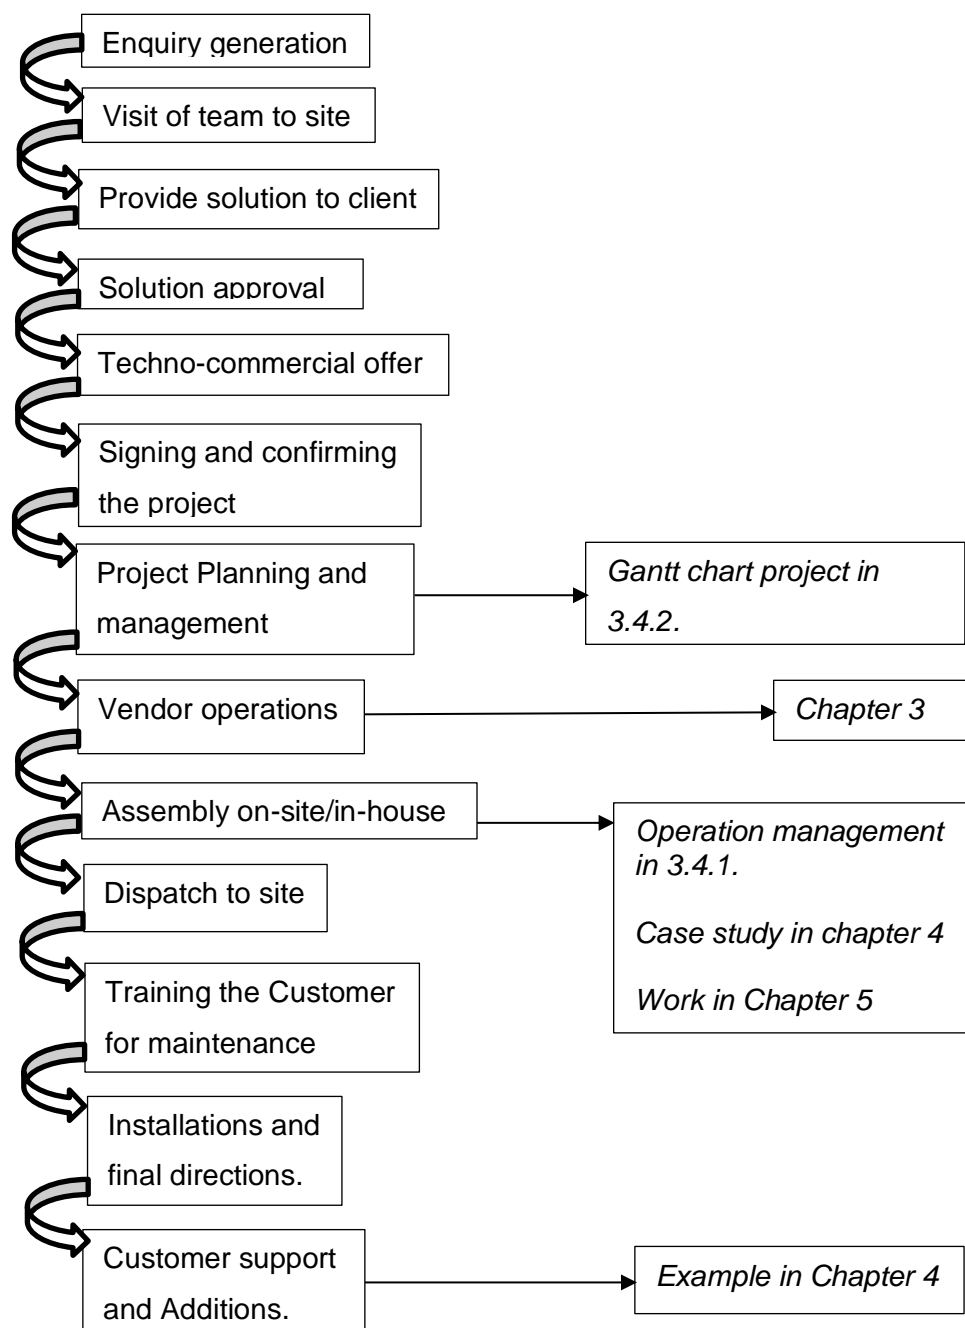 Enquiry generation
Visit of team to site
Provide solution to client
Solution approval
Techno-commercial offer
Signing and confirming
the project
Project Planning and
management
Gantt chart project in
3.4.2.
Vendor operations
Chapter 3
Assembly on-site/in-house
Operation management
in 3.4.1.
Case study in chapter 4
Work in Chapter 5
Dispatch to site
Training the Customer
for maintenance
Installations and
final directions.
Customer support
and Additions.
Example in Chapter 4